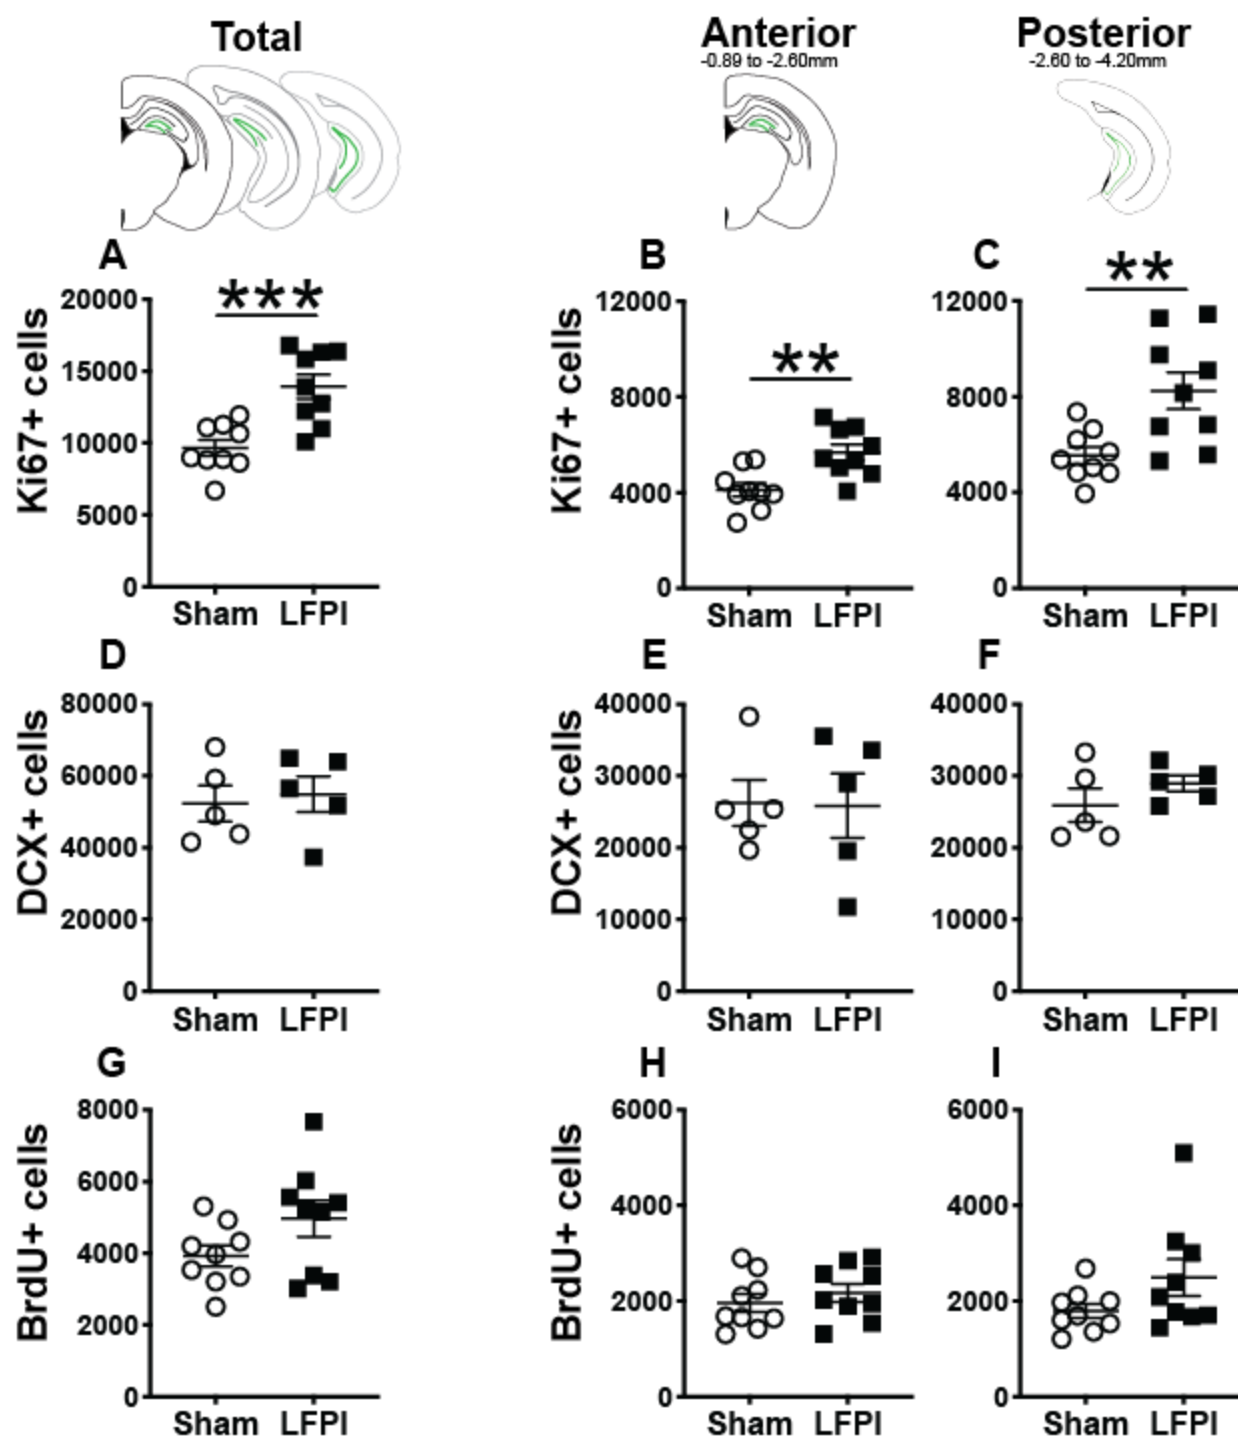 Total
Anterior
-0.89 to -2.60mm
Posterior
-2.60 to -4.20mm
A
***
Ki67+ cells
20000
15000
10000
5000
0
Sham LFPI
B
**
Ki67+ cells
12000
8000
4000
0
Sham LFPI
C
**
12000
8000
4000
0
Sham LFPI
D
DCX+ cells
80000
60000
40000
20000
0
Sham LFPI
E
DCX+ cells
40000
30000
20000
10000
0
Sham LFPI
F
40000
30000
20000
10000
0
Sham LFPI
G
BrdU+ cells
8000
6000
4000
2000
0
Sham LFPI
H
BrdU+ cells
6000
4000
2000
0
Sham LFPI
I
6000
4000
2000
0
Sham LFPI